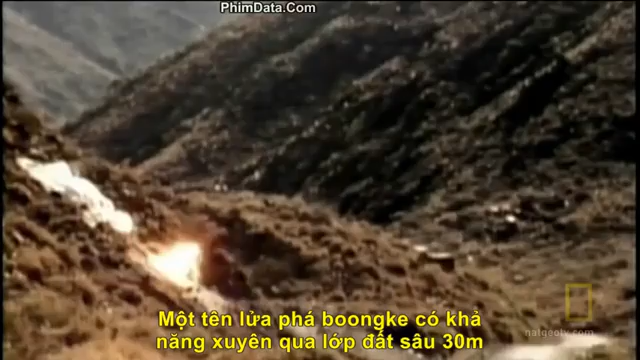 PhimData.Com
Một tên lửa phá boongke có khả
năng xuyên qua lớp đất sâu 30m
natgeotv.com